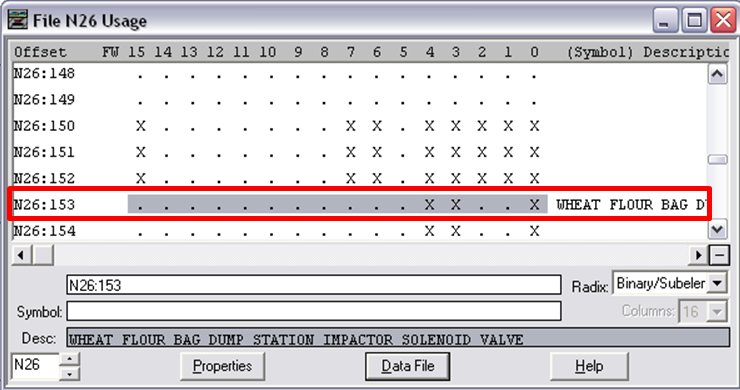 File N26 Usage
Offset FW 15 14 13 12 11 10 9 8 7 6 5 4 3 2 1 0 (Symbol) Descriptio
N26:148 . . . . . . . . . . . . . . . .
N26:149 . . . . . . . . . . . . . . . .
N26:150 X . . . . . . . X X . X X X X X
N26:151 X . . . . . . . X X . X X X X X
N26:152 X . . . . . . . X X . X X X X X
N26:153 . . . . . . . . . . . X X . . X WHEAT FLOUR BAG DU
N26:154 . . . . . . . . . . . X X . . X
N26:153 Radix: Binary/Subeler
Symbol: Columns: 16
Desc: WHEAT FLOUR BAG DUMP STATION IMPACTOR SOLENOID VALVE
N26 Properties Data File Help